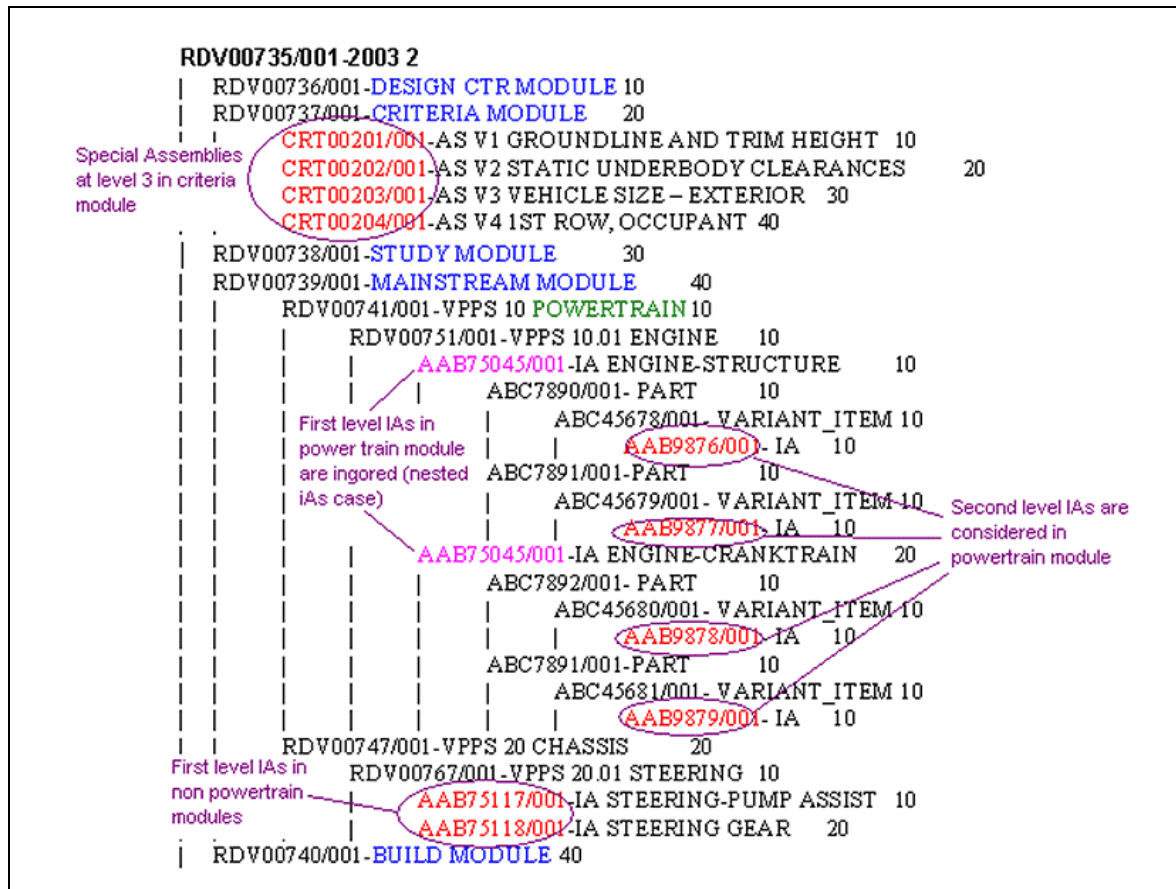 RDV00735/001-2003 2
RDV00736/001-DESIGN CTR MODULE 10
RDV00737/001-CRITERIA MODULE 20
CRT00201/001-AS V1 GROUNDLINE AND TRIM HEIGHT 10
CRT00202/001-AS V2 STATIC UNDERBODY CLEARANCES 20
CRT00203/001-AS V3 VEHICLE SIZE – EXTERIOR 30
CRT00204/001-AS V4 1ST ROW, OCCUPANT 40
Special Assemblies
at level 3 in criteria
module
RDV00738/001-STUDY MODULE 30
RDV00739/001-MAINSTREAM MODULE 40
RDV00741/001-VPPS 10 POWERTRAIN 10
RDV00751/001-VPPS 10.01 ENGINE 10
AAB75045/001-IA ENGINE-STRUCTURE 10
ABC7890/001- PART 10
ABC45678/001- VARIANT_ITEM 10
AAB9876/001- IA 10
ABC7891/001-PART 10
ABC45679/001- VARIANT_ITEM 10
AAB9877/001- IA 10
First level IAs in
power train module
are ingored (nested
iAs case)
Second level IAs are
considered in
powertrain module
AAB75045/001-IA ENGINE-CRANKTRAIN 20
ABC7892/001- PART 10
ABC45680/001- VARIANT_ITEM 10
AAB9878/001- IA 10
ABC7891/001-PART 10
ABC45681/001- VARIANT_ITEM 10
AAB9879/001- IA 10
RDV00747/001-VPPS 20 CHASSIS 20
RDV00767/001-VPPS 20.01 STEERING 10
AAB75117/001-IA STEERING-PUMP ASSIST 10
AAB75118/001-IA STEERING GEAR 20
First level IAs in
non powertrain
modules
RDV00740/001-BUILD MODULE 40